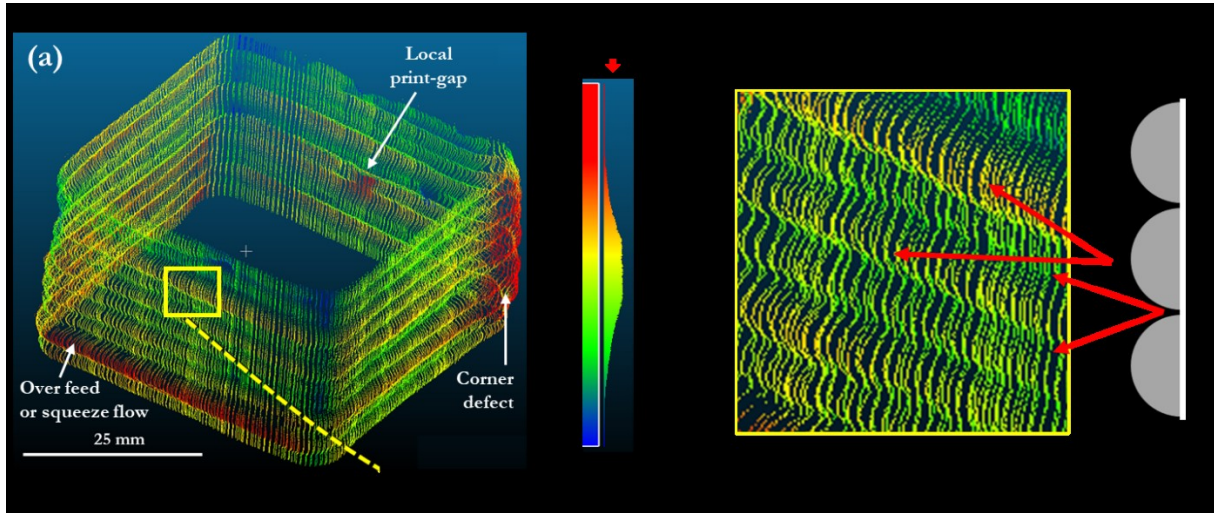 (a)
Local
print-gap
Over feed
or squeeze flow
Corner
defect
25 mm